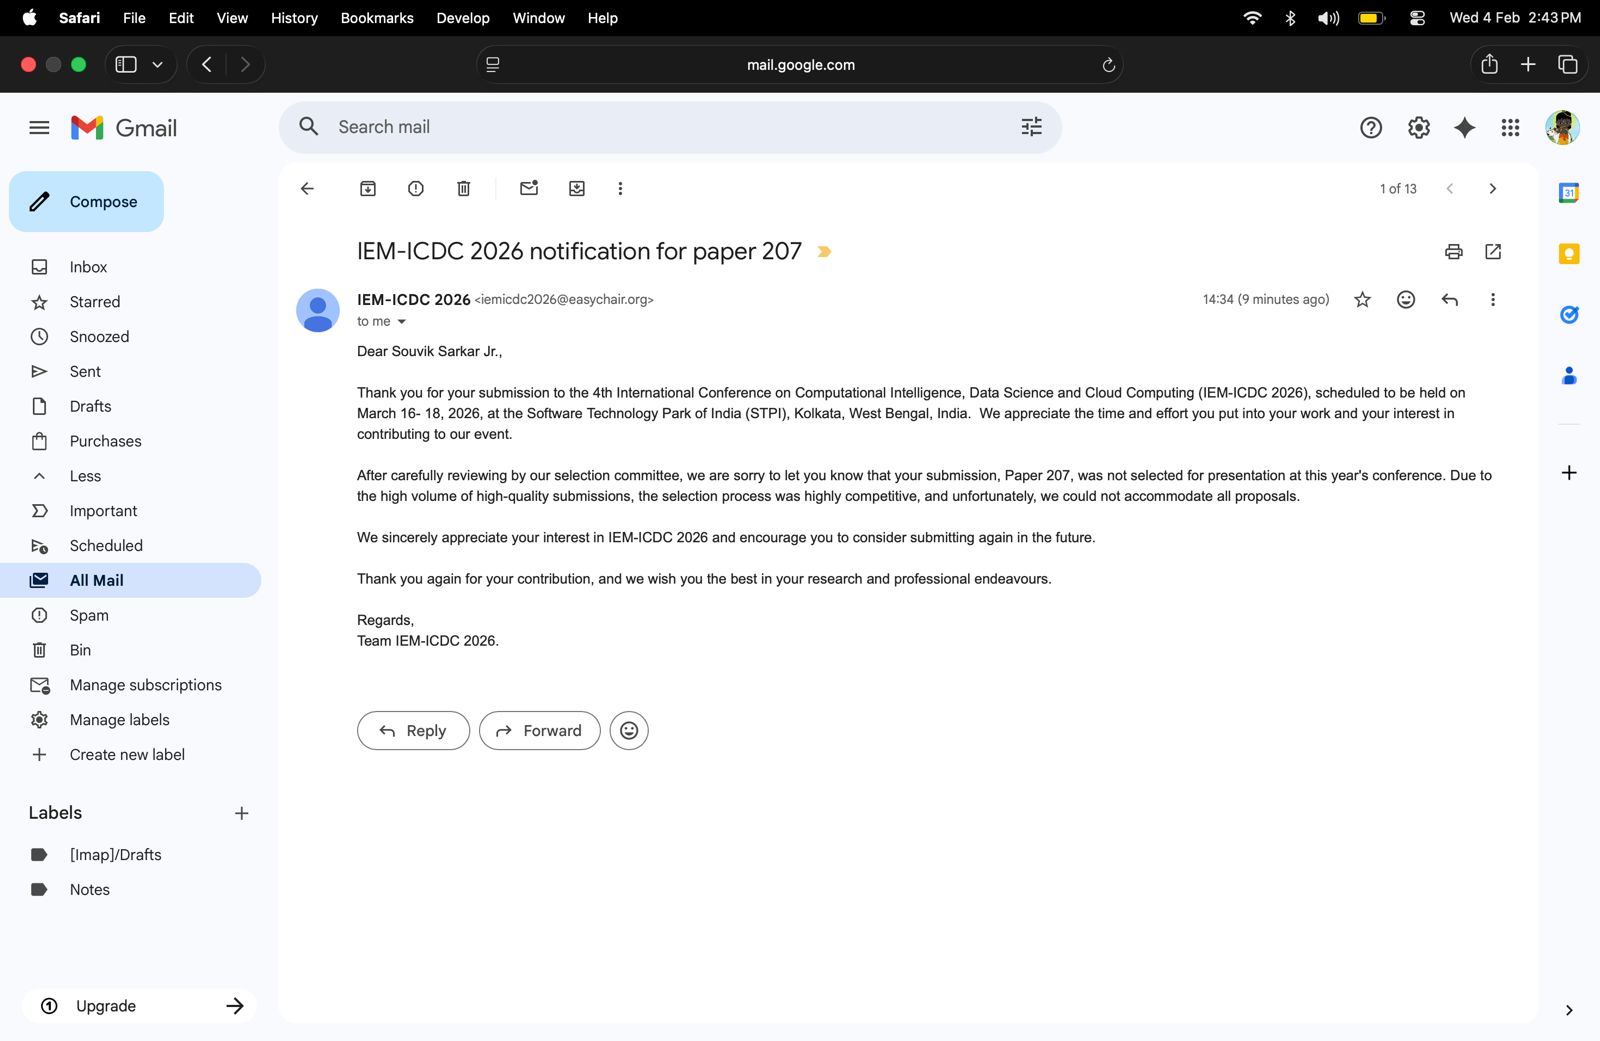 Safari File Edit View History Bookmarks Develop Window Help Wed 4 Feb 2:43 PM
mail.google.com
Gmail
Search mail
Compose
1 of 13
31
Inbox
Starred
Snoozed
Sent
Drafts
Purchases
Less
Important
Scheduled
All Mail
Spam
Bin
Manage subscriptions
Manage labels
Create new label
Labels
[Imap]/Drafts
Notes
1 Upgrade
IEM-ICDC 2026 notification for paper 207
IEM-ICDC 2026 <iemicdc2026@easychair.org> 14:34 (9 minutes ago)
to me
Dear Souvik Sarkar Jr.,
Thank you for your submission to the 4th International Conference on Computational Intelligence, Data Science and Cloud Computing (IEM-ICDC 2026), scheduled to be held on
March 16- 18, 2026, at the Software Technology Park of India (STPI), Kolkata, West Bengal, India. We appreciate the time and effort you put into your work and your interest in
contributing to our event.
After carefully reviewing by our selection committee, we are sorry to let you know that your submission, Paper 207, was not selected for presentation at this year's conference. Due to
the high volume of high-quality submissions, the selection process was highly competitive, and unfortunately, we could not accommodate all proposals.
We sincerely appreciate your interest in IEM-ICDC 2026 and encourage you to consider submitting again in the future.
Thank you again for your contribution, and we wish you the best in your research and professional endeavours.
Regards,
Team IEM-ICDC 2026.
Reply Forward